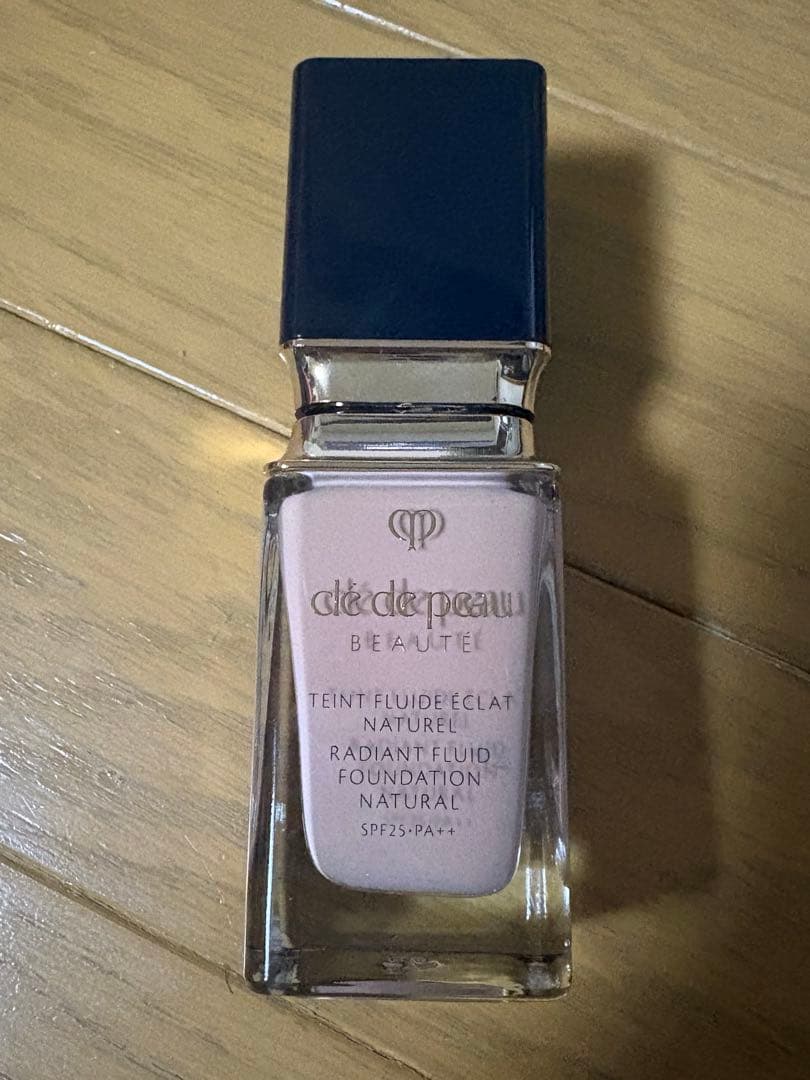 clé de peau
BEAUTÉ
TEINT FLUIDE ÉCLAT
NATUREL
RADIANT FLUID
FOUNDATION
NATURAL
SPF25·PA++